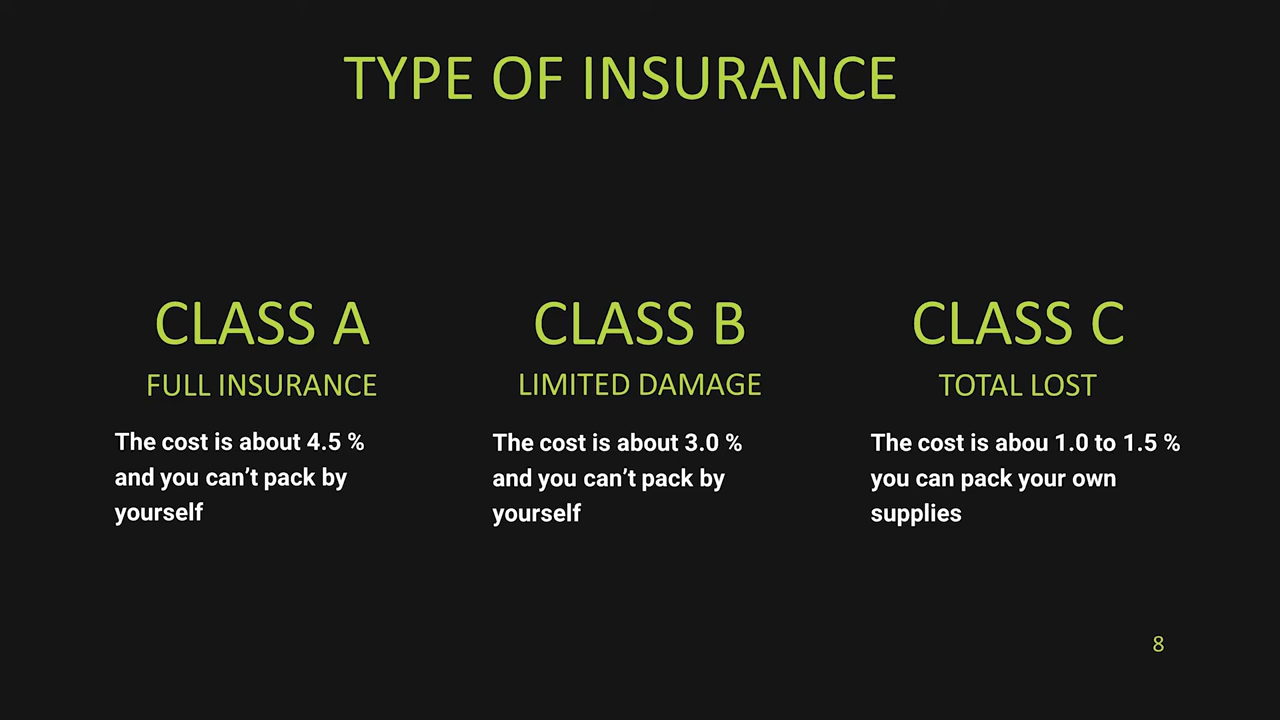 TYPE OF INSURANCE
CLASS A
FULL INSURANCE
The cost is about 4.5 %
and you can’t pack by
yourself
CLASS B
LIMITED DAMAGE
The cost is about 3.0 %
and you can’t pack by
yourself
CLASS C
TOTAL LOST
The cost is abou 1.0 to 1.5 %
you can pack your own
supplies
8